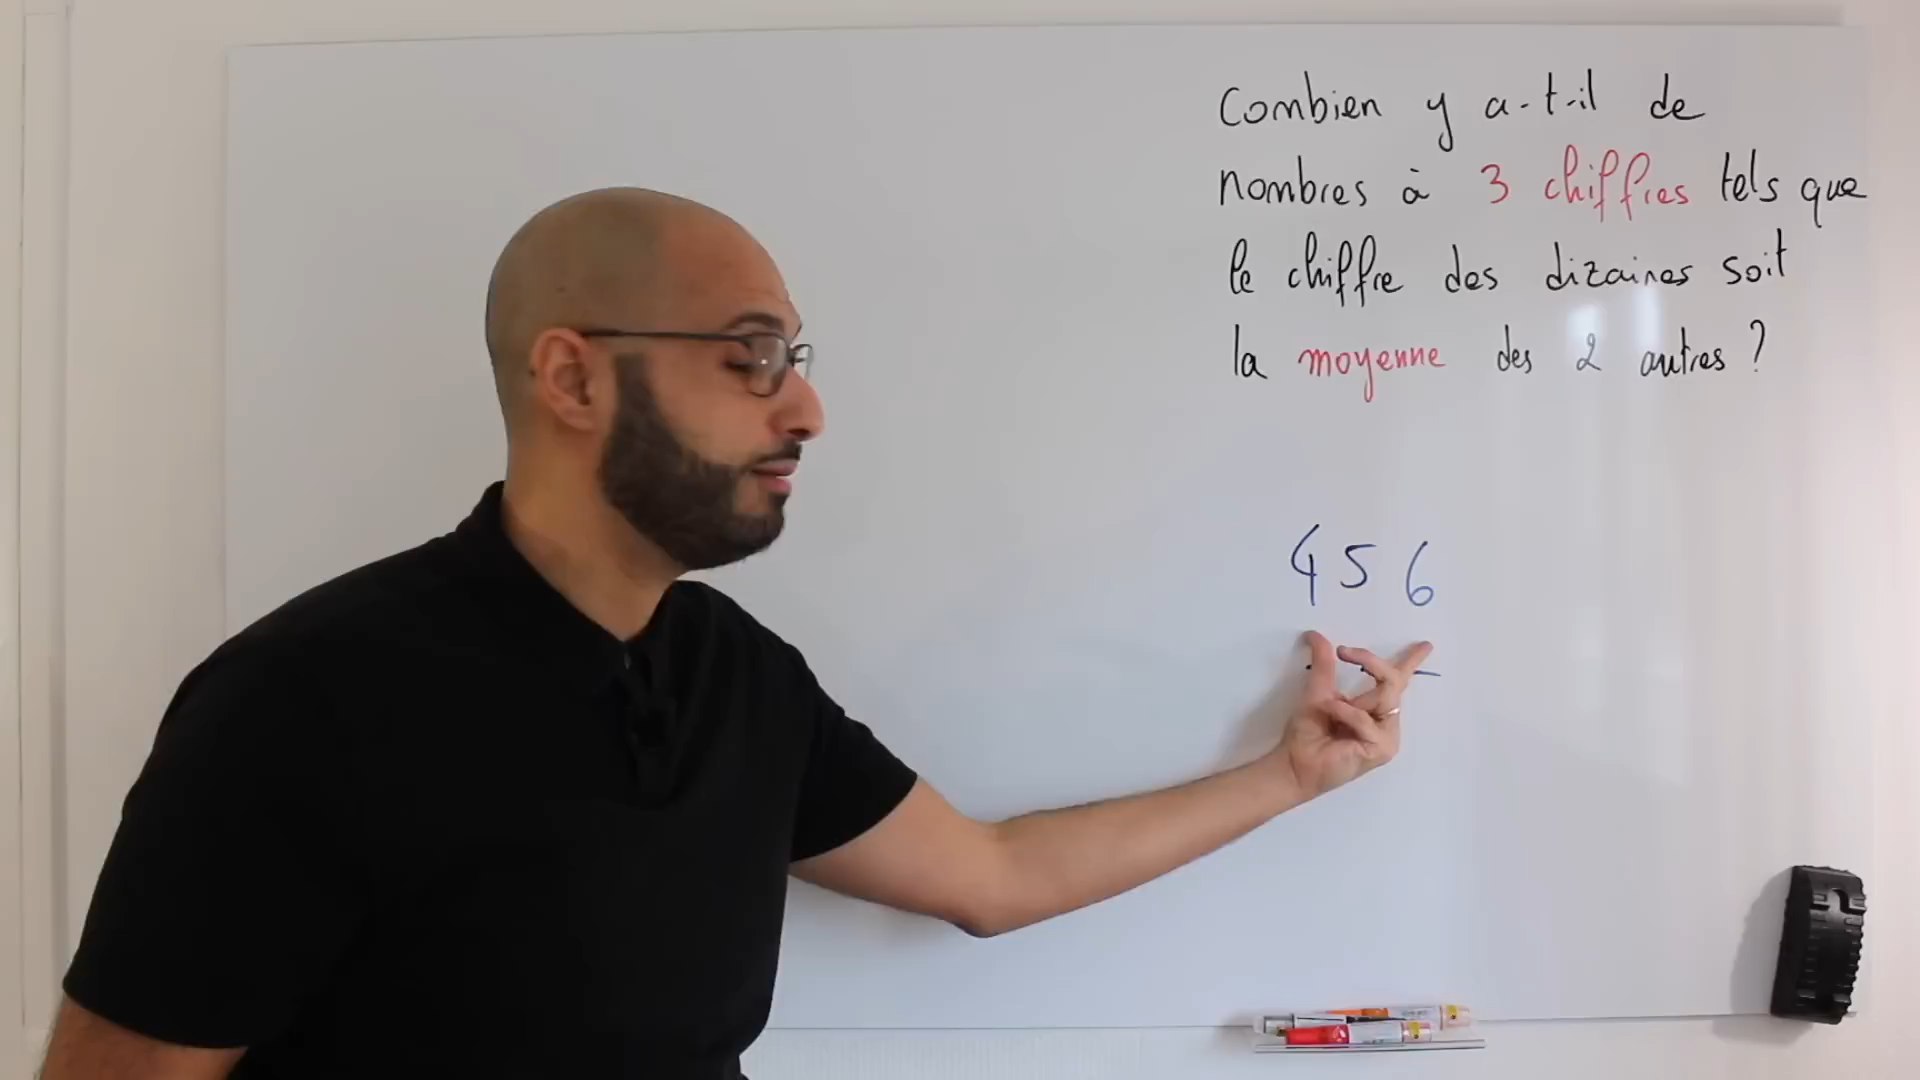 Combien y a-t-il de
nombres à 3 chiffres tels que
le chiffre des dizaines soit
la moyenne des 2 autres ?
456